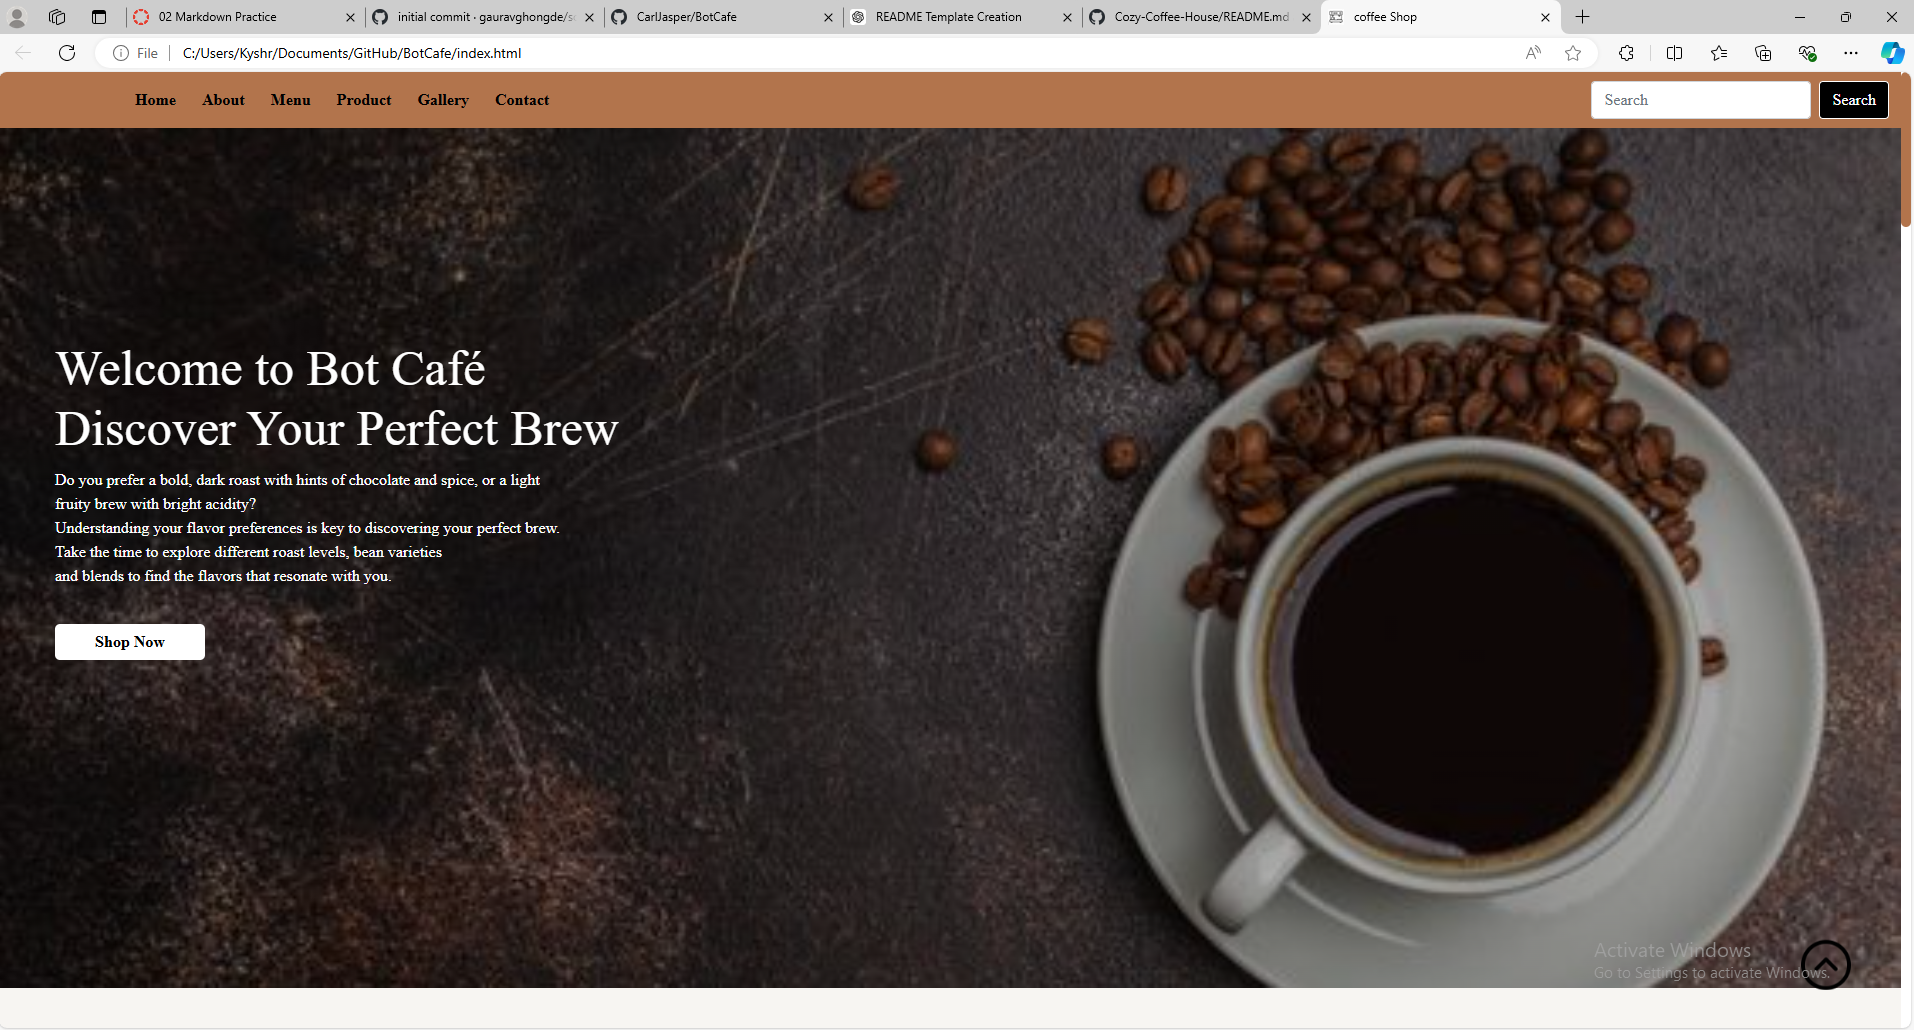 02 Markdown Practice
initial commit · gauravghongde/s
CarlJasper/BotCafe
README Template Creation
Cozy-Coffee-House/README.md
coffee Shop
File
C:/Users/Kyshr/Documents/GitHub/BotCafe/index.html
Home About Menu Product Gallery Contact
Search
Search
Welcome to Bot Café
Discover Your Perfect Brew
Do you prefer a bold, dark roast with hints of chocolate and spice, or a light
fruity brew with bright acidity?
Understanding your flavor preferences is key to discovering your perfect brew.
Take the time to explore different roast levels, bean varieties
and blends to find the flavors that resonate with you.
Shop Now
Activate Windows
Go to Settings to activate Windows.